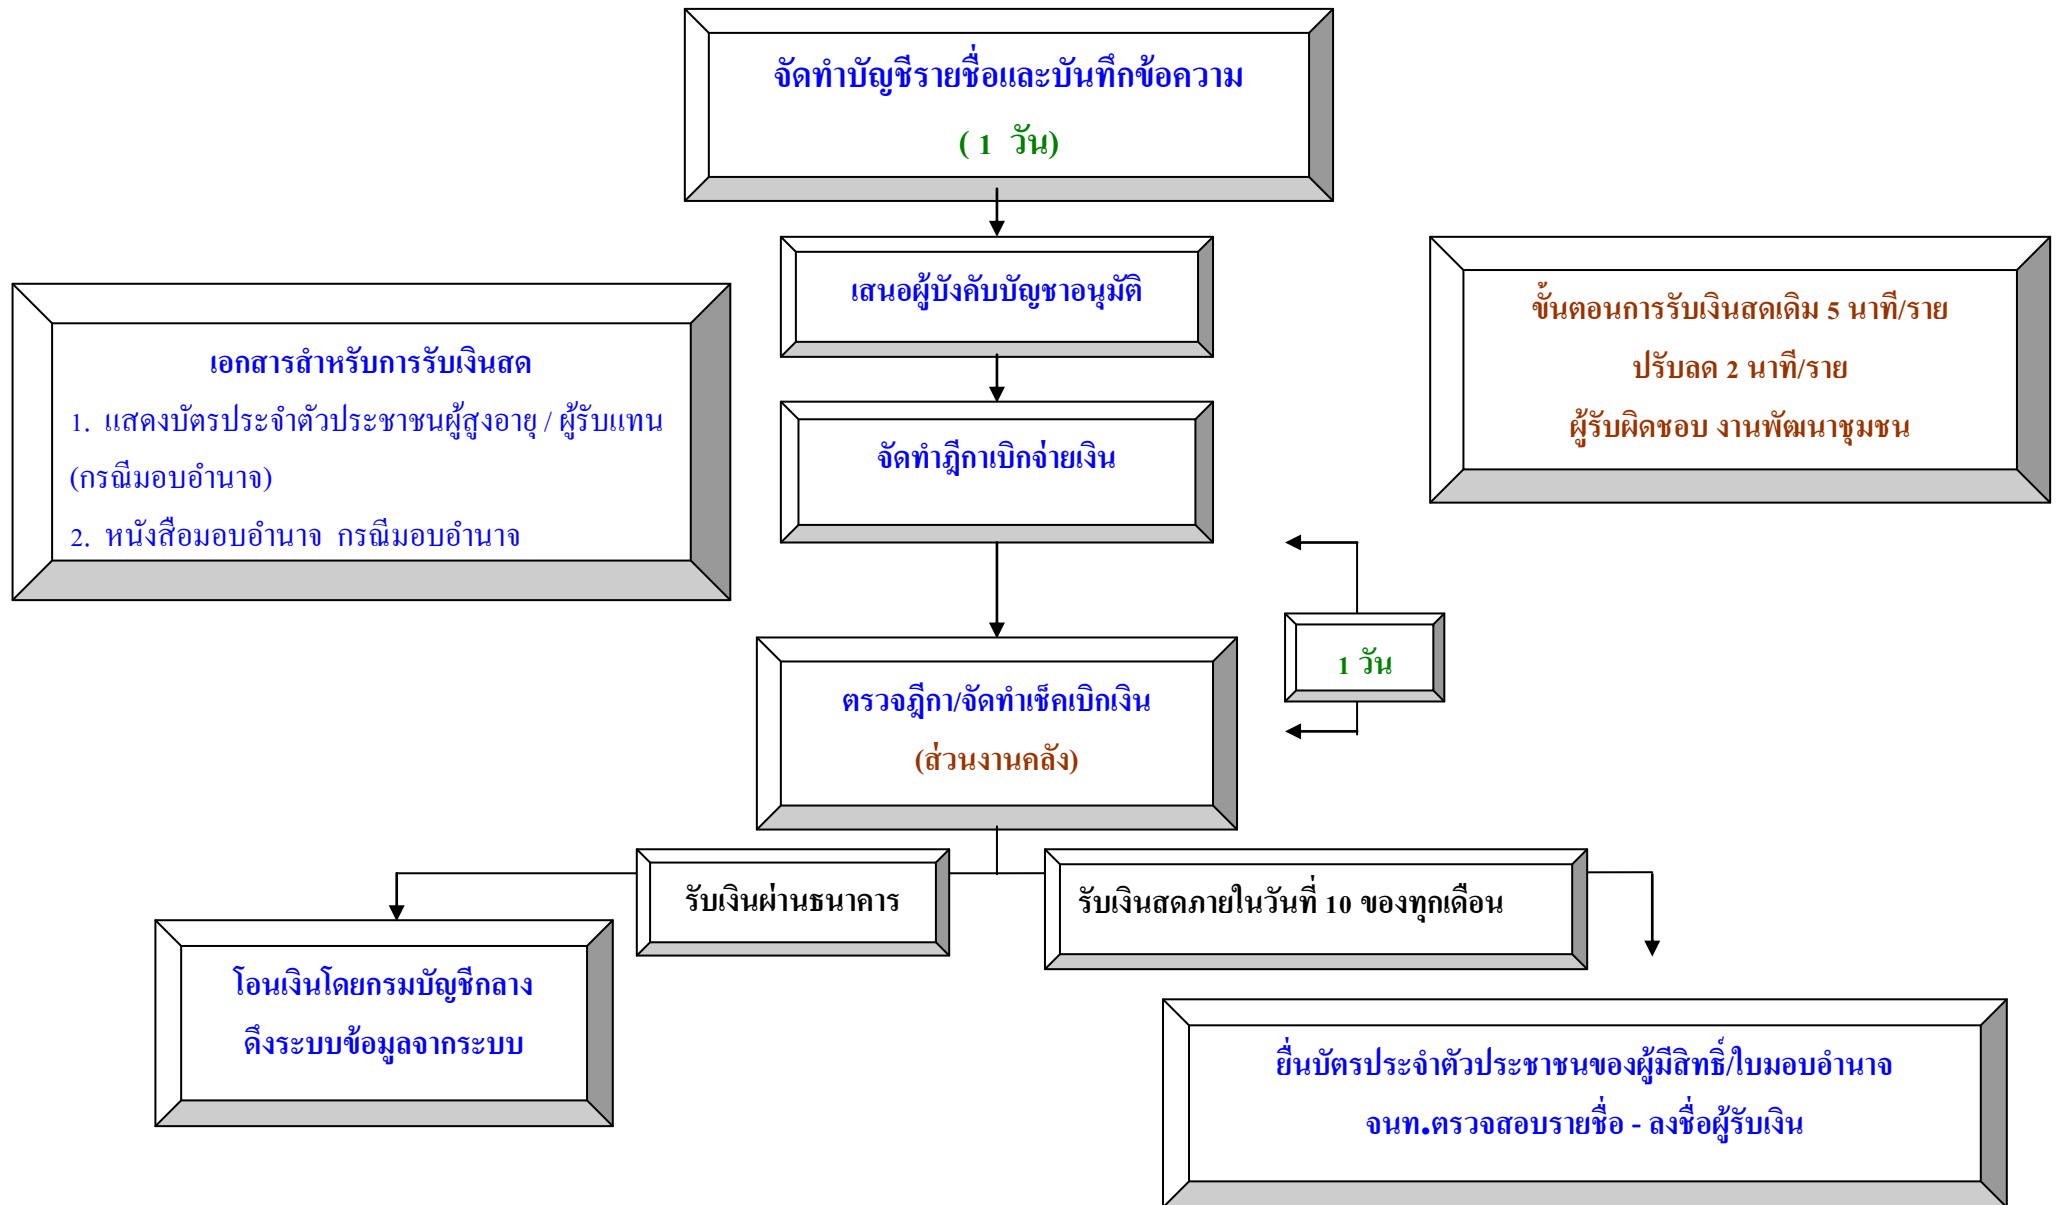 จัดทำบัญชีรายชื่อและบันทึกข้อความ
( 1 วัน)
เสนอผู้บังคับบัญชาอนุมัติ
ขั้นตอนการรับเงินสดเดิม 5 นาที/ราย
ปรับลด 2 นาที/ราย
ผู้รับผิดชอบ งานพัฒนาชุมชน
เอกสารสำหรับการรับเงินสด
1. แสดงบัตรประจำตัวประชาชนผู้สูงอายุ / ผู้รับแทน
(กรณีมอบอำนาจ)
2. หนังสือมอบอำนาจ กรณีมอบอำนาจ
จัดทำฎีกาเบิกจ่ายเงิน
1 วัน
ตรวจฎีกา/จัดทำเช็คเบิกเงิน
(ส่วนงานคลัง)
รับเงินผ่านธนาคาร
รับเงินสดภายในวันที่ 10 ของทุกเดือน
โอนเงินโดยกรมบัญชีกลาง
ดึงระบบข้อมูลจากระบบ
ยื่นบัตรประจำตัวประชาชนของผู้มีสิทธิ์/ใบมอบอำนาจ
จนท.ตรวจสอบรายชื่อ - ลงชื่อผู้รับเงิน